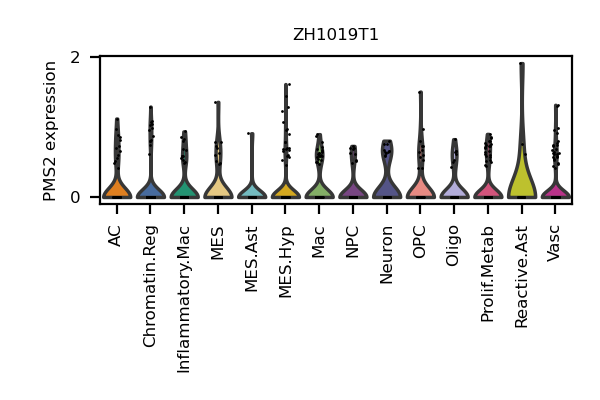 ZH1019T1
PMS2 expression
2
0
AC
Chromatin.Reg
Inflammatory.Mac
MES
MES.Ast
MES.Hyp
Mac
NPC
Neuron
OPC
Oligo
Prolif.Metab
Reactive.Ast
Vasc